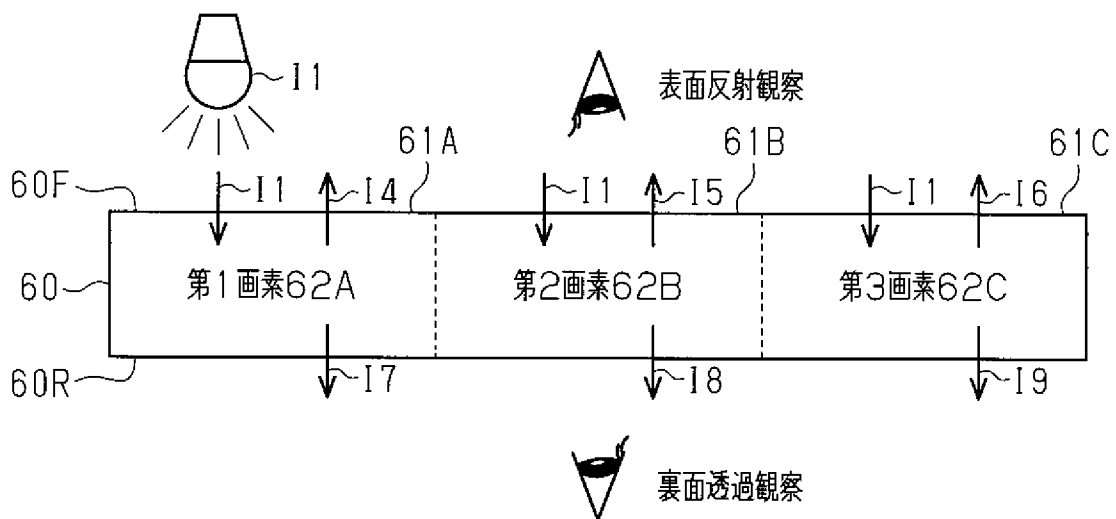 I1
表面反射観察
61A
61B
61C
60F
I1
I4
I1
I5
I1
I6
60
第1画素62A
第2画素62B
第3画素62C
60R
I7
I8
I9
裏面透過観察